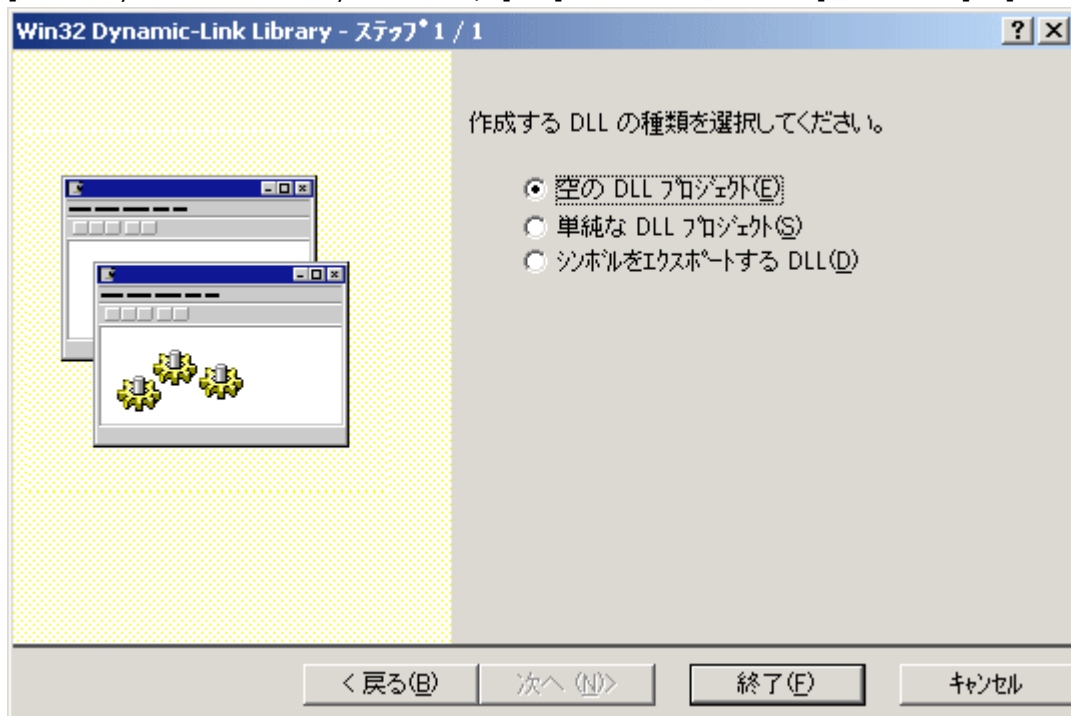 Win32 Dynamic-Link Library - ステップ 1 / 1
作成する DLL の種類を選択してください。
空の DLL プロジェクト(E)
単純な DLL プロジェクト(S)
シンボルをエクスポートする DLL(D)
< 戻る(B)
次へ (N)>
終了(F)
キャンセル